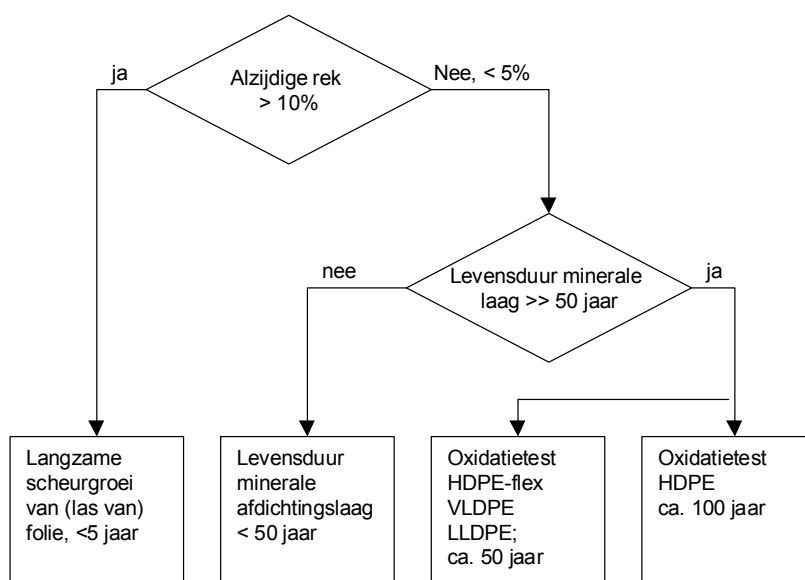 ja
Alzijdige rek
> 10%
Nee, < 5%
nee
Levensduur minerale
laag >> 50 jaar
ja
Langzame
scheurgroei
van (las van)
folie, <5 jaar
Levensduur
minerale
afdichtingslaag
< 50 jaar
Oxidatietest
HDPE-flex
VLDPE
LLDPE;
ca. 50 jaar
Oxidatietest
HDPE
ca. 100 jaar